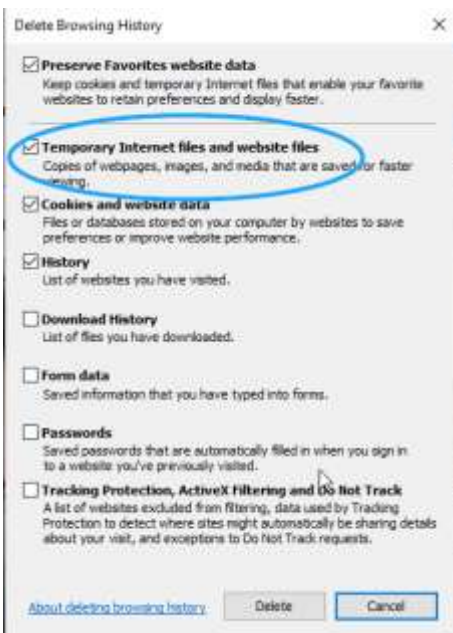 Delete Browsing History
Preserve Favorites website data
Keep cookies and temporary Internet files that enable your favorite
websites to retain preferences and display faster.
Temporary Internet files and website files
Copies of webpages, images, and media that are saved for faster
viewing.
Cookies and website data
Files or databases stored on your computer by websites to save
preferences or improve website performance.
History
List of websites you have visited.
Download History
List of files you have downloaded.
Form data
Saved information that you have typed into forms.
Passwords
Saved passwords that are automatically filled in when you sign in
to a website you've previously visited.
Tracking Protection, ActiveX Filtering and Do Not Track
A list of websites excluded from filtering, data used by Tracking
Protection to detect where sites might automatically be sharing details
about your visit, and exceptions to Do Not Track requests.
About deleting browsing history
Delete
Cancel